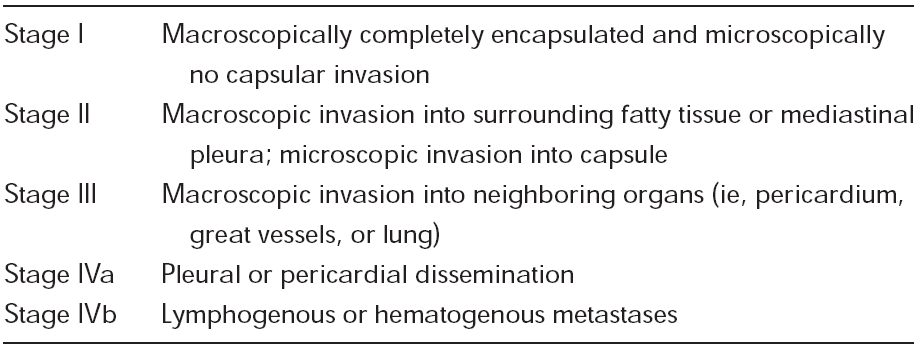 Stage I Macroscopically completely encapsulated and microscopically
no capsular invasion
Stage II Macroscopic invasion into surrounding fatty tissue or mediastinal
pleura; microscopic invasion into capsule
Stage III Macroscopic invasion into neighboring organs (ie, pericardium,
great vessels, or lung)
Stage IVa Pleural or pericardial dissemination
Stage IVb Lymphogenous or hematogenous metastases